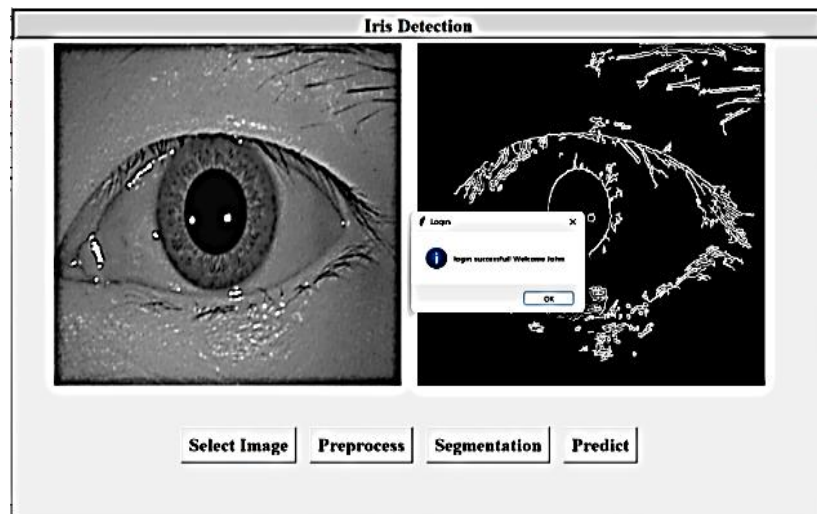 Iris Detection
Login
login successful! Welcome John
OK
Select Image
Preprocess
Segmentation
Predict